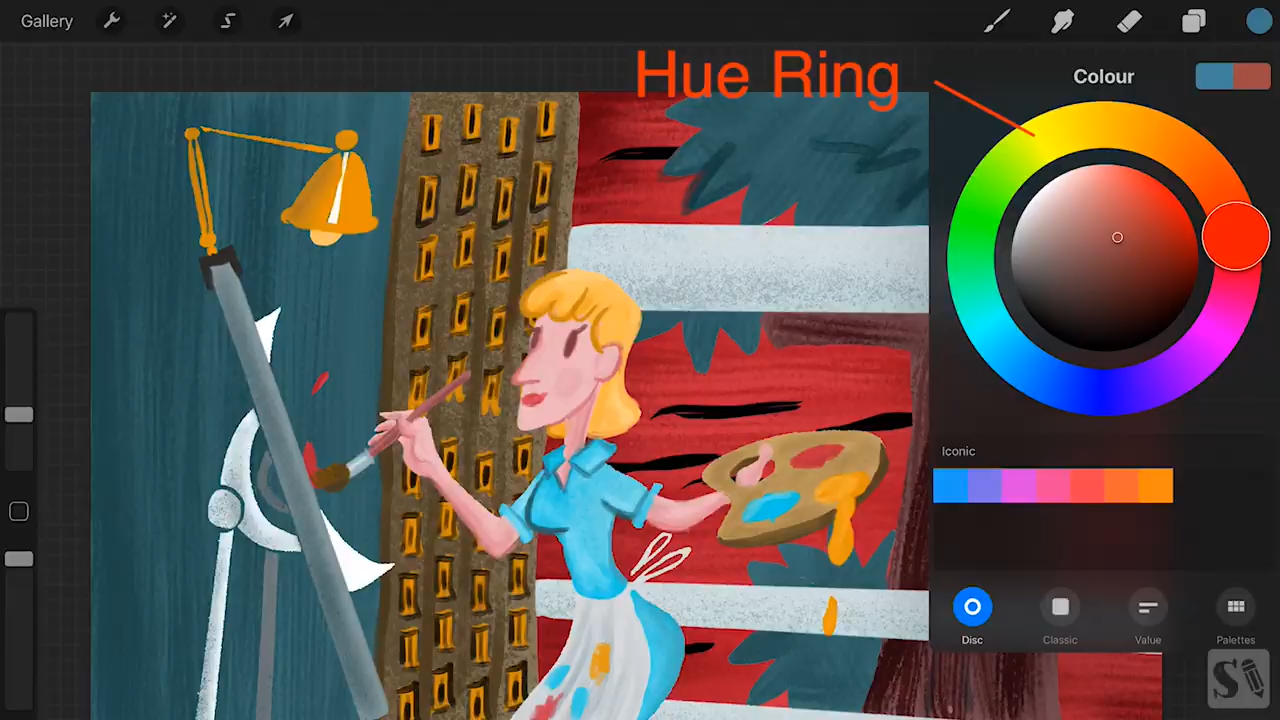 Gallery
Hue Ring
Colour
Iconic
Disc
Classic
Value
Palettes
S